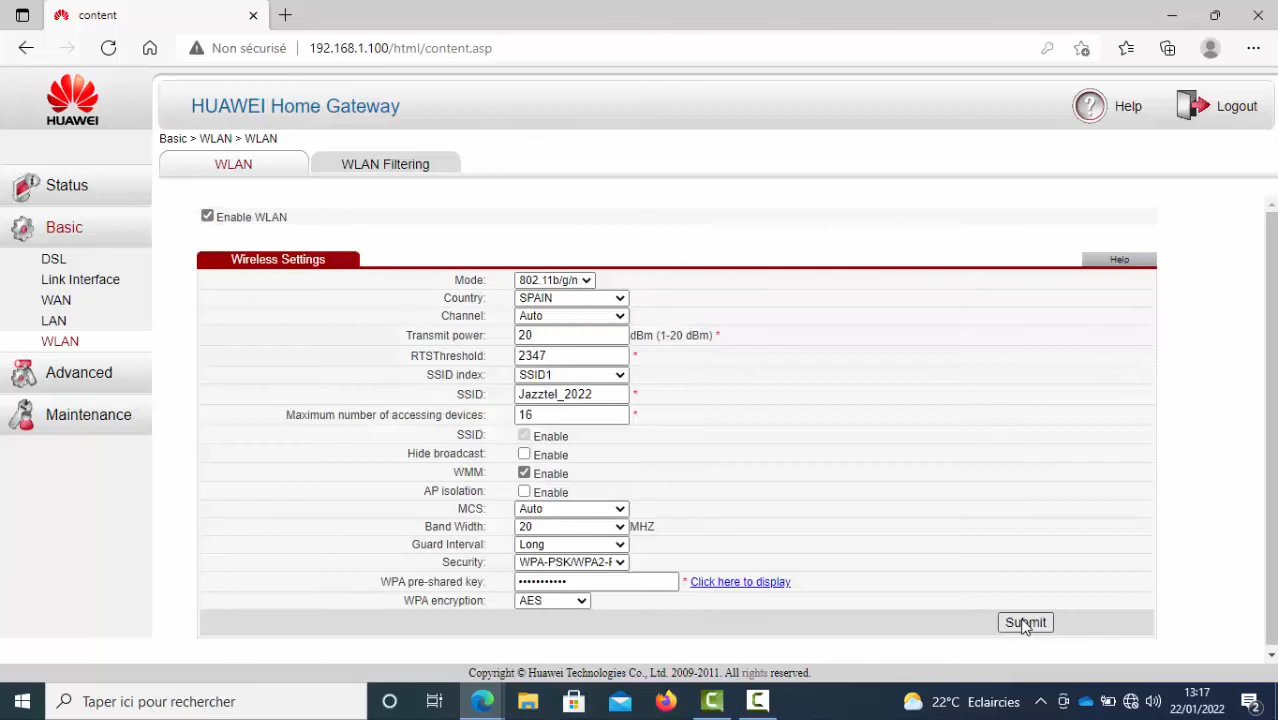 content
Non sécurisé 192.168.1.100/html/content.asp
HUAWEI
HUAWEI Home Gateway
Help
Logout
Basic > WLAN > WLAN
WLAN
WLAN Filtering
Status
Basic
DSL
Link Interface
WAN
LAN
WLAN
Advanced
Maintenance
Enable WLAN
Wireless Settings
Help
Mode: 802.11b/g/n
Country: SPAIN
Channel: Auto
Transmit power: 20 dBm (1-20 dBm) *
RTSThreshold: 2347 *
SSID index: SSID1
SSID: Jazztel_2022 *
Maximum number of accessing devices: 16 *
SSID: Enable
Hide broadcast: Enable
WMM: Enable
AP isolation: Enable
MCS: Auto
Band Width: 20 MHZ
Guard Interval: Long
Security: WPA-PSK/WPA2-P
WPA pre-shared key: ••••••••••• * Click here to display
WPA encryption: AES
Submit
Copyright © Huawei Technologies Co., Ltd. 2009-2011. All rights reserved.
Taper ici pour rechercher
22°C Eclaircies
13:17
22/01/2022
2